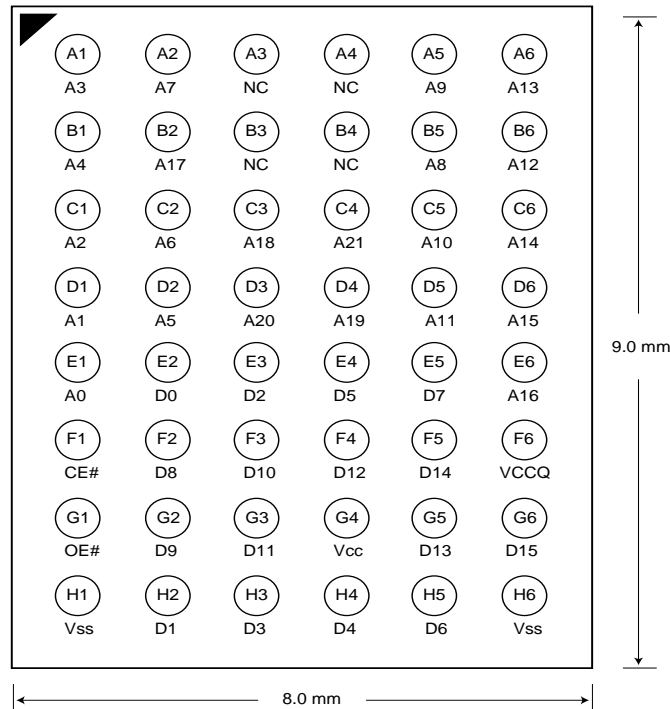 A1 A2 A3 A4 A5 A6
A3 A7 NC NC A9 A13
B1 B2 B3 B4 B5 B6
A4 A17 NC NC A8 A12
C1 C2 C3 C4 C5 C6
A2 A6 A18 A21 A10 A14
D1 D2 D3 D4 D5 D6
A1 A5 A20 A19 A11 A15
9.0 mm
E1 E2 E3 E4 E5 E6
A0 D0 D2 D5 D7 A16
F1 F2 F3 F4 F5 F6
CE# D8 D10 D12 D14 VCCQ
G1 G2 G3 G4 G5 G6
OE# D9 D11 Vcc D13 D15
H1 H2 H3 H4 H5 H6
Vss D1 D3 D4 D6 Vss
8.0 mm